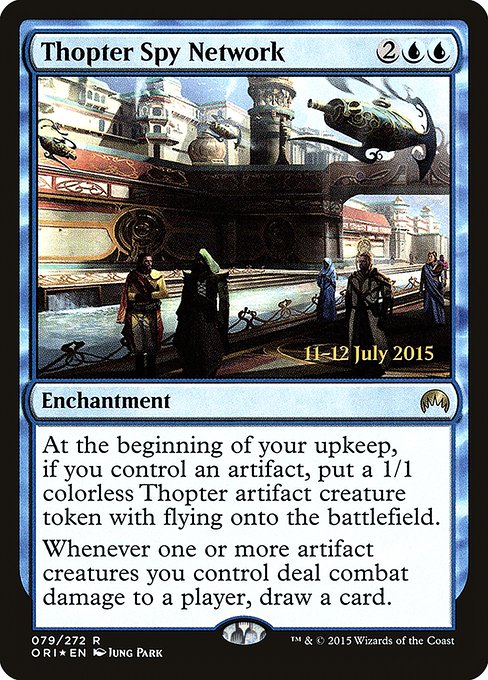 Thopter Spy Network 2
11–12 July 2015
Enchantment
At the beginning of your upkeep,
if you control an artifact, put a 1/1
colorless Thopter artifact creature
token with flying onto the battlefield.
Whenever one or more artifact
creatures you control deal combat
damage to a player, draw a card.
079/272 R
ORI★EN Jung Park
™ & © 2015 Wizards of the Coast